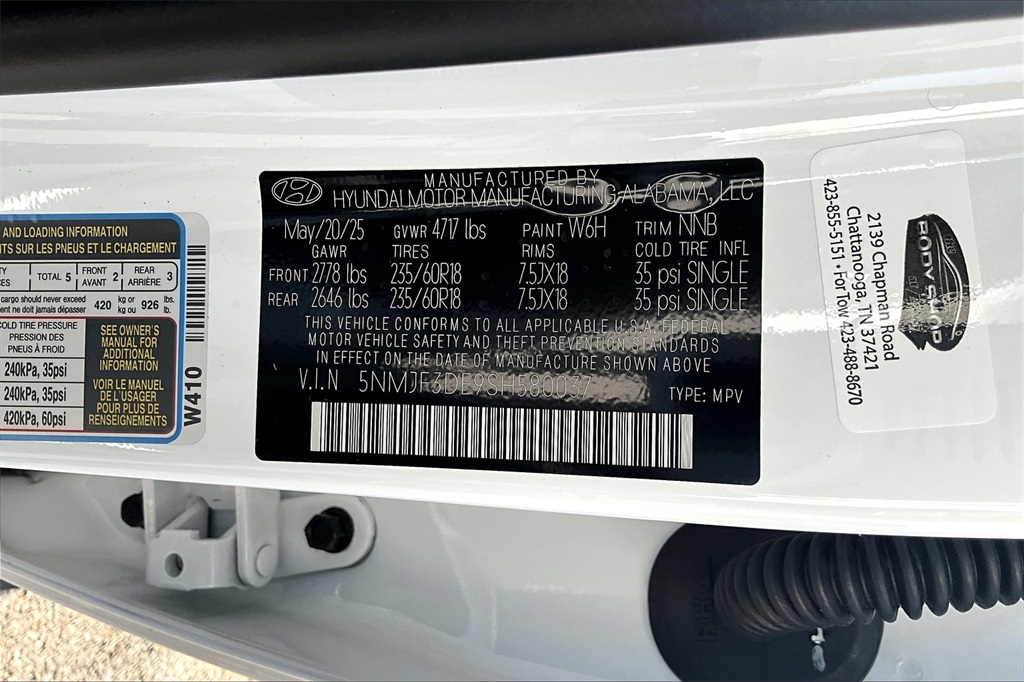 AND LOADING INFORMATION
TS SUR LES PNEUS ET LE CHARGEMENT
TOTAL 5
FRONT AVANT 2
REAR ARRIÈRE 3
cargo should never exceed
ent ne doit jamais dépasser
420 kg or kg ou 926 lbs. lb.
COLD TIRE PRESSURE
PRESSION DES
PNEUS À FROID
240kPa, 35psi
240kPa, 35psi
420kPa, 60psi
SEE OWNER'S
MANUAL FOR
ADDITIONAL
INFORMATION
VOIR LE MANUEL
DE L'USAGER
POUR PLUS DE
RENSEIGNEMENTS
W410
MANUFACTURED BY
HYUNDAI MOTOR MANUFACTURING ALABAMA, LLC
May/20/25 GVWR 4717 lbs PAINT W6H TRIM NNB
GAWR TIRES RIMS COLD TIRE INFL
FRONT 2778 lbs 235/60R18 7.5JX18 35 psi SINGLE
REAR 2646 lbs 235/60R18 7.5JX18 35 psi SINGLE
THIS VEHICLE CONFORMS TO ALL APPLICABLE U.S.A. FEDERAL
MOTOR VEHICLE SAFETY AND THEFT PREVENTION STANDARDS
IN EFFECT ON THE DATE OF MANUFACTURE SHOWN ABOVE
V.I.N 5NMJF3DE9SH580037 TYPE: MPV
THE
BODY SHOP
2139 Chapman Road
Chattanooga, TN 37421
423-855-5151 · For Tow 423-488-8670